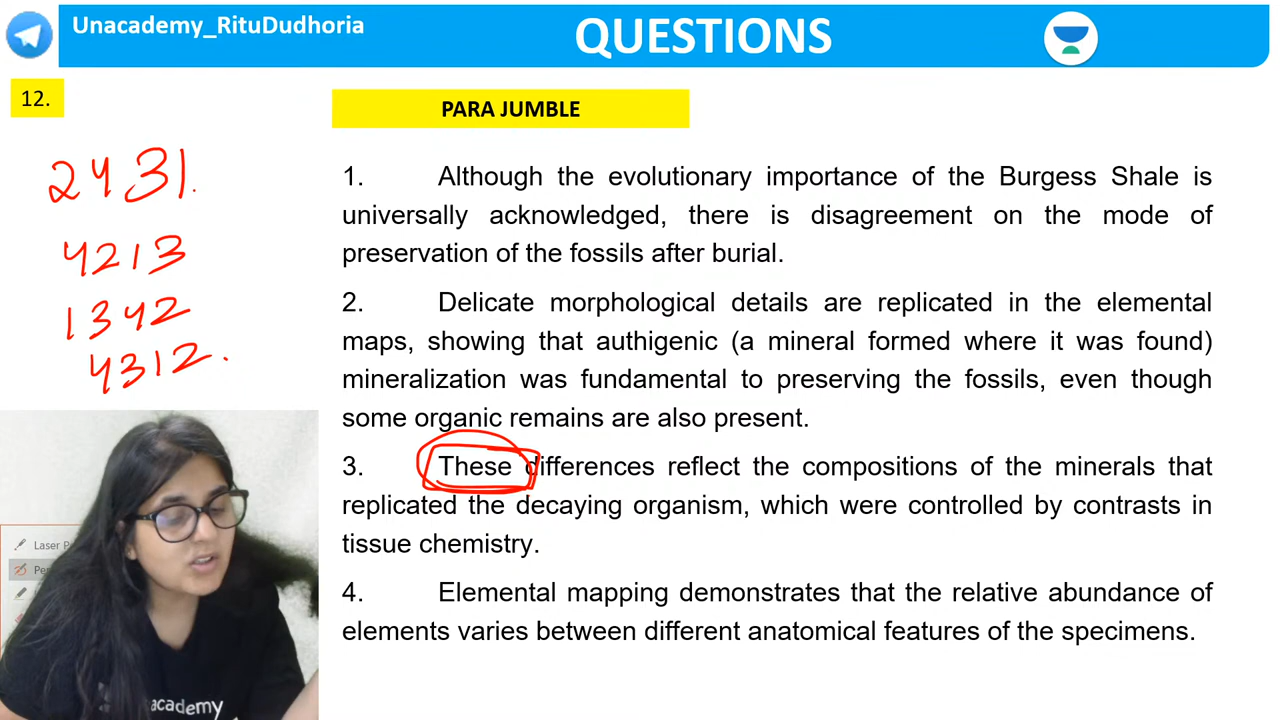 Unacademy_RituDudhoria
QUESTIONS
12.
PARA JUMBLE
2431.
4213
1342
4312.
1. Although the evolutionary importance of the Burgess Shale is
universally acknowledged, there is disagreement on the mode of
preservation of the fossils after burial.
2. Delicate morphological details are replicated in the elemental
maps, showing that authigenic (a mineral formed where it was found)
mineralization was fundamental to preserving the fossils, even though
some organic remains are also present.
3. These differences reflect the compositions of the minerals that
replicated the decaying organism, which were controlled by contrasts in
tissue chemistry.
4. Elemental mapping demonstrates that the relative abundance of
elements varies between different anatomical features of the specimens.
Laser
academy